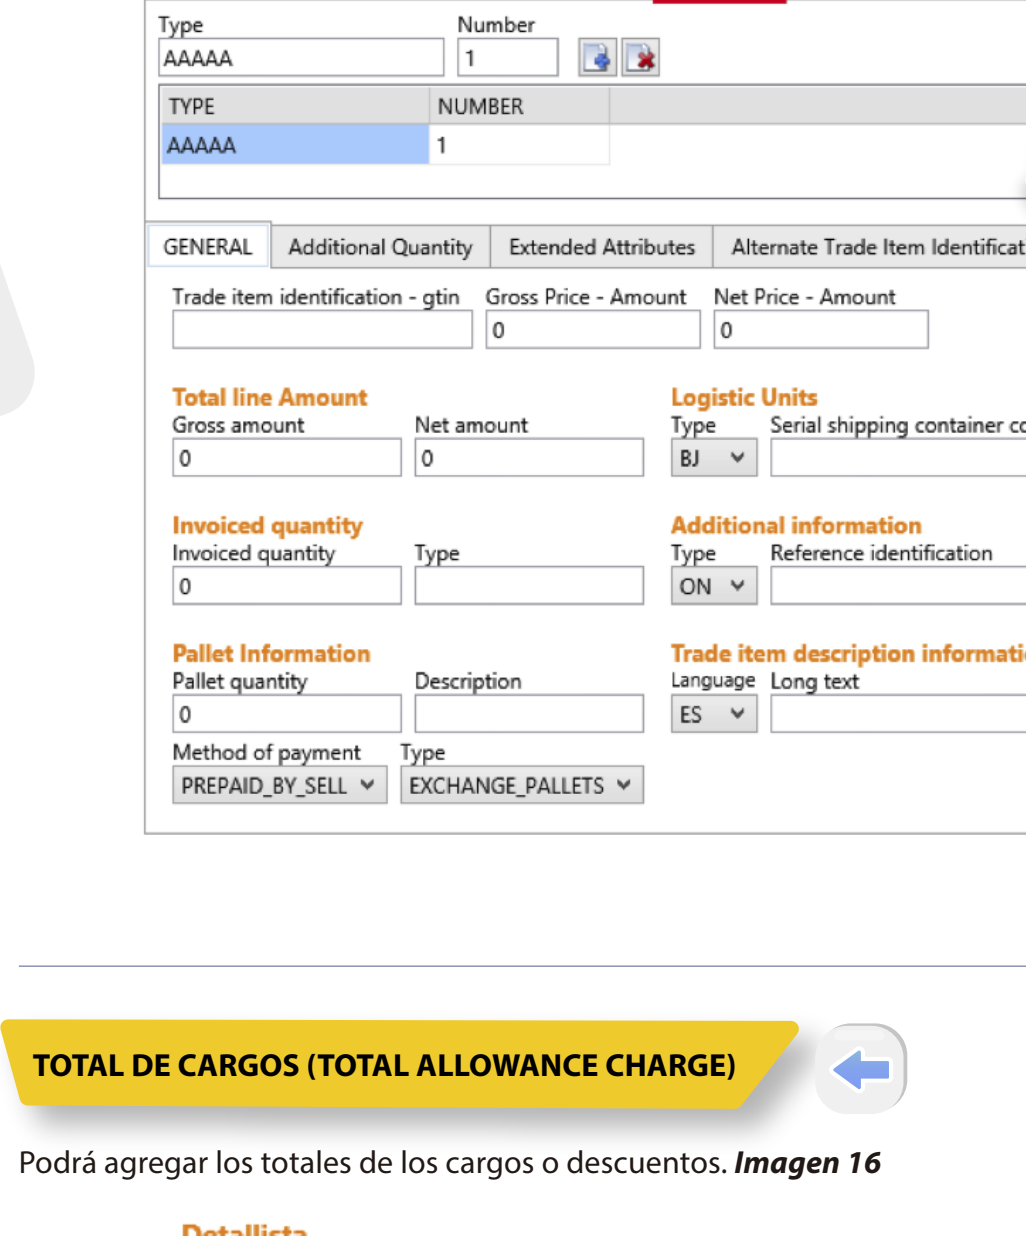 Type Number
AAAAA 1
TYPE NUMBER
AAAAA 1
GENERAL Additional Quantity Extended Attributes Alternate Trade Item Identificat
Trade item identification - gtin Gross Price - Amount Net Price - Amount
0 0
Total line Amount Logistic Units
Gross amount Net amount Type Serial shipping container co
0 0 BJ
Invoiced quantity Additional information
Invoiced quantity Type Type Reference identification
0 ON
Pallet Information Trade item description informati
Pallet quantity Description Language Long text
0 ES
Method of payment Type
PREPAID_BY_SELL EXCHANGE_PALLETS
TOTAL DE CARGOS (TOTAL ALLOWANCE CHARGE)
Podrá agregar los totales de los cargos o descuentos. Imagen 16
Detallista